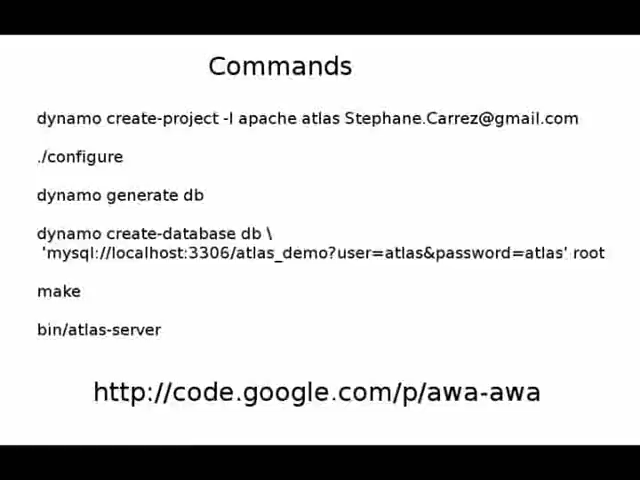 Commands
dynamo create-project -l apache atlas Stephane.Carrez@gmail.com
./configure
dynamo generate db
dynamo create-database db \
'mysql://localhost:3306/atlas_demo?user=atlas&password=atlas' root
make
bin/atlas-server
http://code.google.com/p/awa-awa